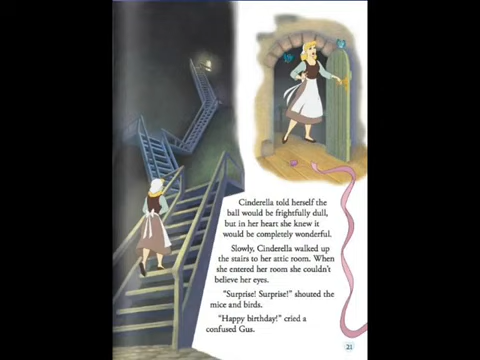 Cinderella told herself the
ball would be frightfully dull,
but in her heart she knew it
would be completely wonderful.
Slowly, Cinderella walked up
the stairs to her attic room. When
she entered her room she couldn't
believe her eyes.
"Surprise! Surprise!" shouted the
mice and birds.
"Happy birthday!" cried a
confused Gus.
21